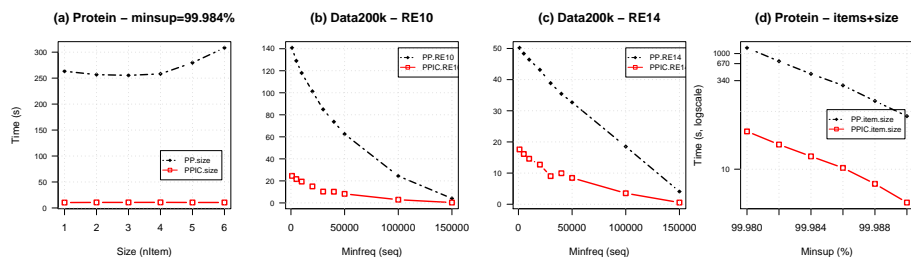 (a) Protein – minsup=99.984%
Time (s)
300
250
200
150
100
50
0
PP.size
PPIC.size
1 2 3 4 5 6
Size (nItem)
(b) Data200k – RE10
140
120
100
80
60
40
20
0
PP.RE10
PPIC.RE10
0 50000 100000 150000
Minfreq (seq)
(c) Data200k – RE14
50
40
30
20
10
0
PP.RE14
PPIC.RE14
0 50000 100000 150000
Minfreq (seq)
(d) Protein – items+size
Time (s, logscale)
1000
670
340
10
PP.item.size
PPIC.item.size
99.980 99.984 99.988
Minsup (%)